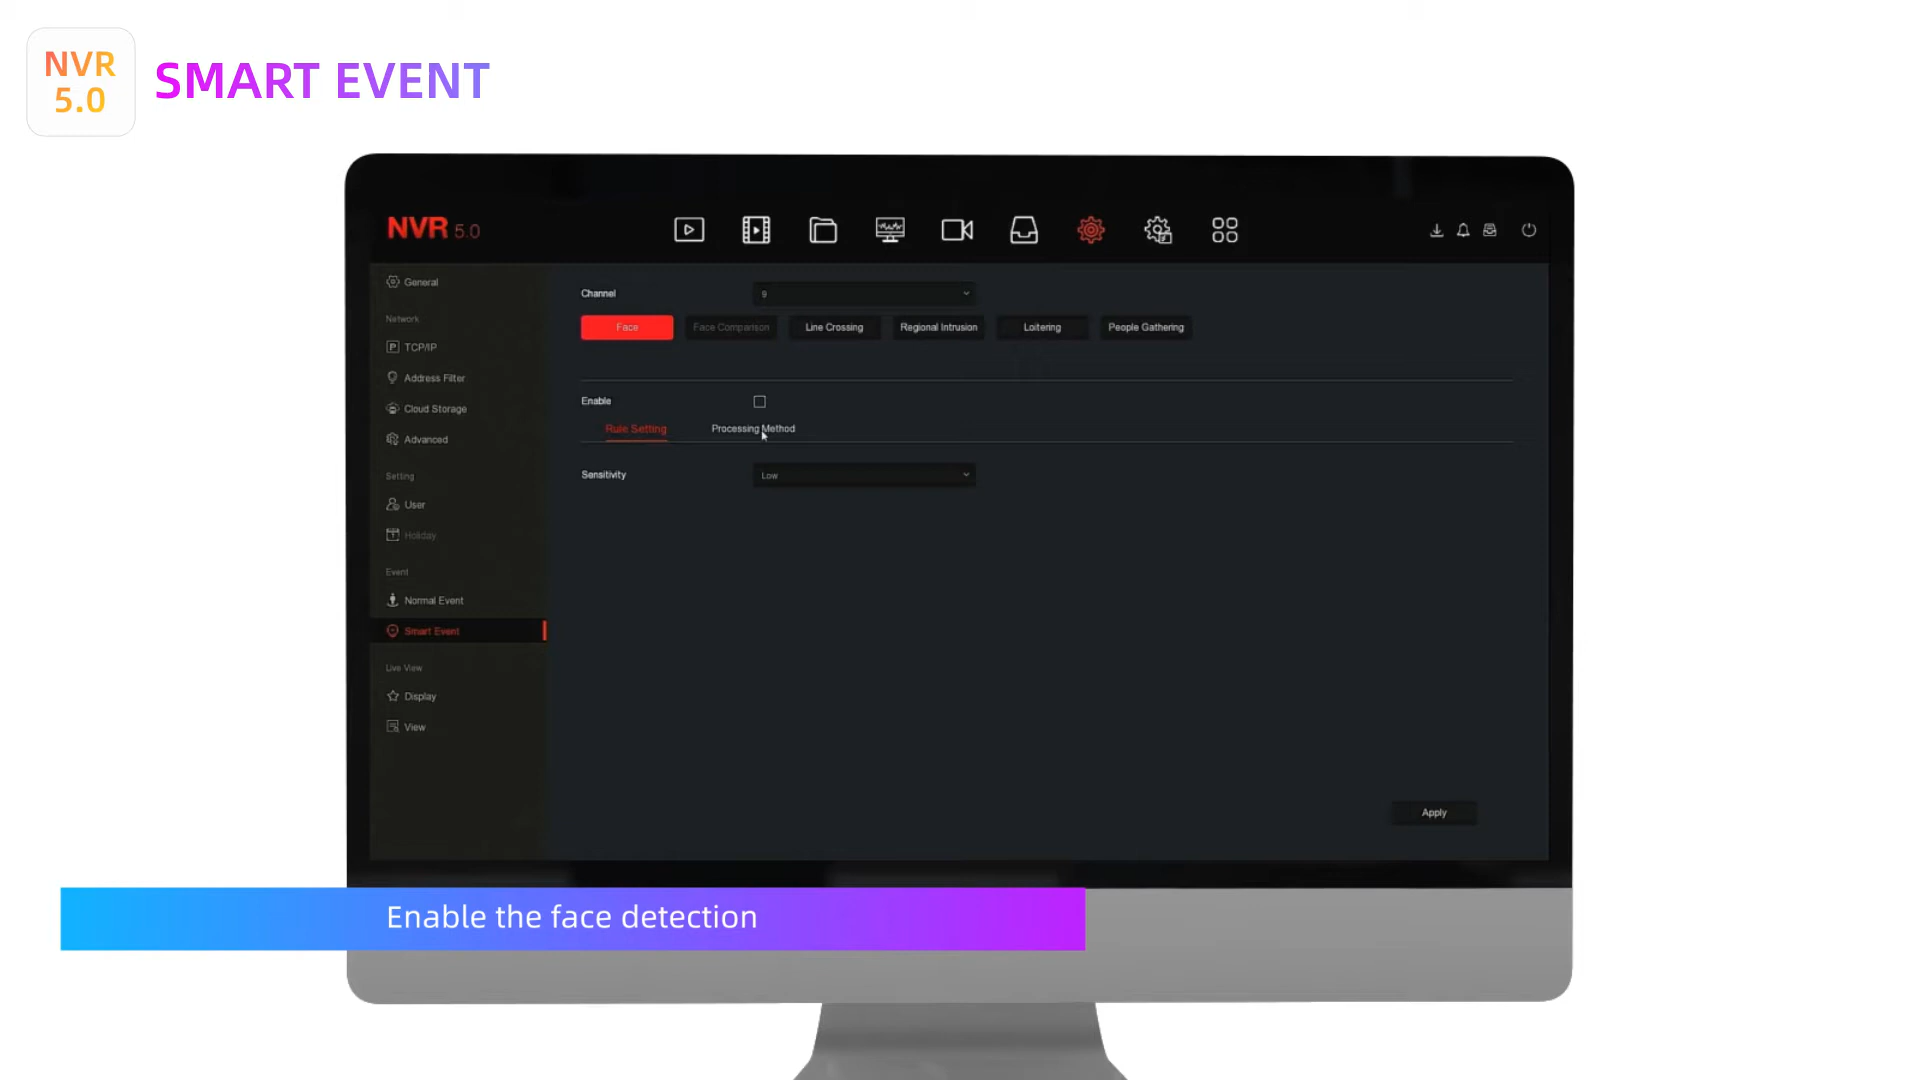 NVR
5.0
SMART EVENT
NVR 5.0
General
Network
TCP/IP
Address Filter
Cloud Storage
Advanced
Setting
User
Holiday
Event
Normal Event
Smart Event
Live View
Display
View
Channel
9
Face
Face Comparison
Line Crossing
Regional Intrusion
Loitering
People Gathering
Enable
Rule Setting
Processing Method
Sensitivity
Low
Apply
Enable the face detection